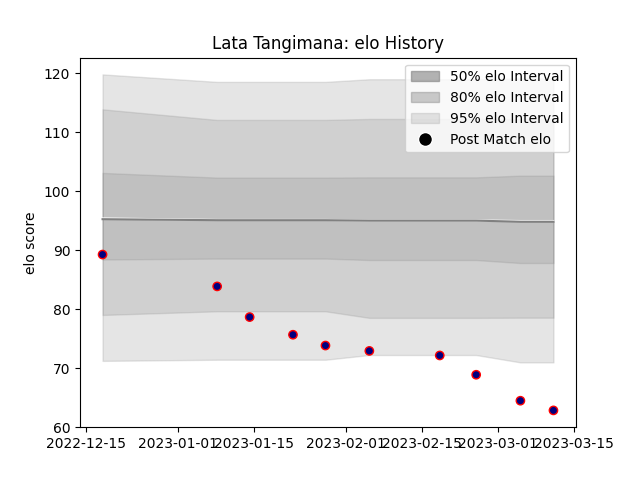 Lata Tangimana: elo History
120
110
100
90
80
70
60
elo score
50% elo Interval
80% elo Interval
95% elo Interval
Post Match elo
2022-12-15
2023-01-01
2023-01-15
2023-02-01
2023-02-15
2023-03-01
2023-03-15